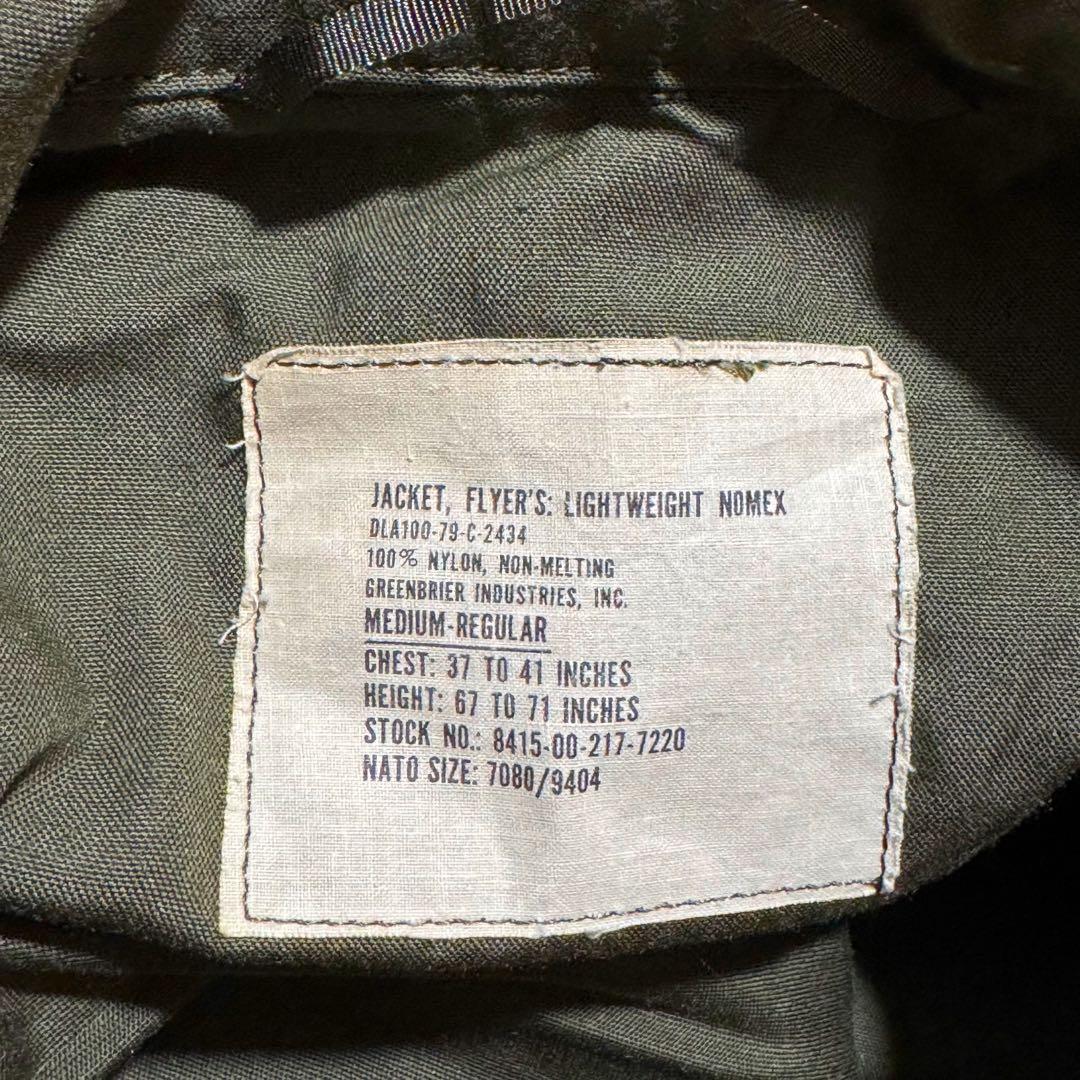 JACKET, FLYER'S: LIGHTWEIGHT NOMEX
DLA100-79-C-2434
100% NYLON, NON-MELTING
GREENBRIER INDUSTRIES, INC.
MEDIUM-REGULAR
CHEST: 37 TO 41 INCHES
HEIGHT: 67 TO 71 INCHES
STOCK NO.: 8415-00-217-7220
NATO SIZE: 7080/9404